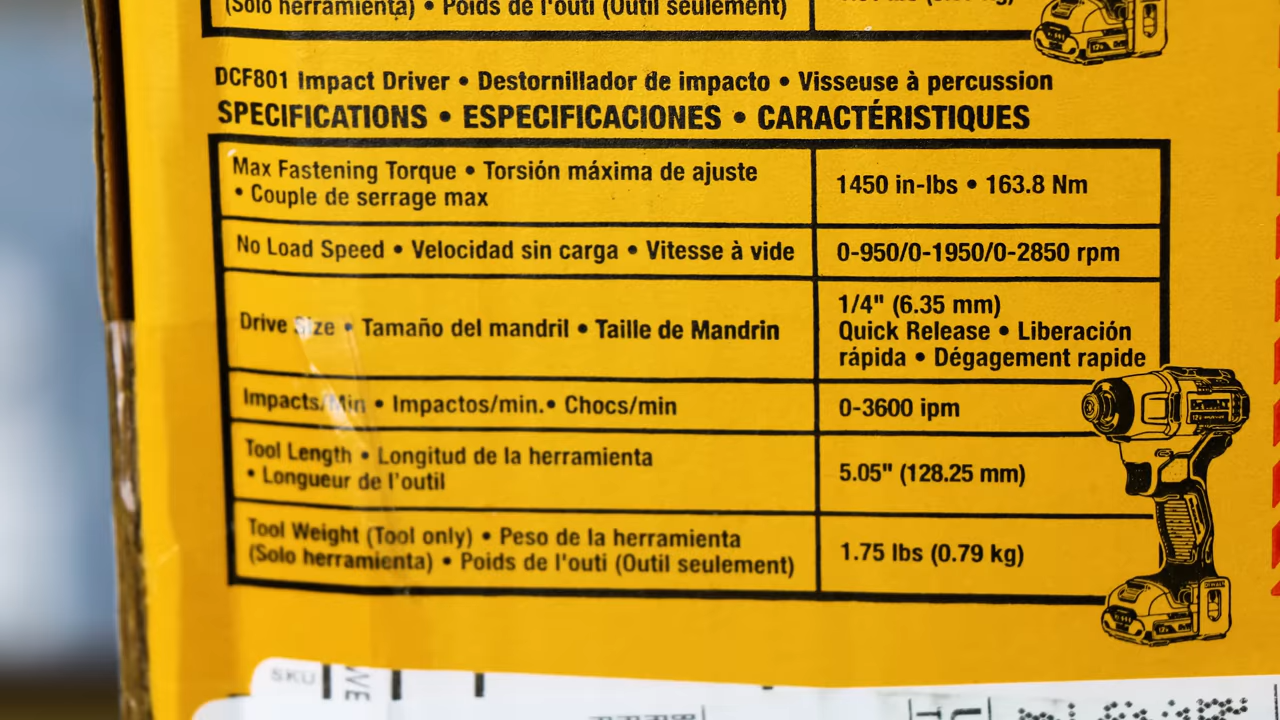 (Solo herramienta) • Poids de l'outi (Outil seulement)
DCF801 Impact Driver • Destornillador de impacto • Visseuse à percussion
SPECIFICATIONS • ESPECIFICACIONES • CARACTÉRISTIQUES
Max Fastening Torque • Torsión máxima de ajuste
• Couple de serrage max
1450 in-lbs • 163.8 Nm
No Load Speed • Velocidad sin carga • Vitesse à vide
0-950/0-1950/0-2850 rpm
Drive Size • Tamaño del mandril • Taille de Mandrin
1/4" (6.35 mm)
Quick Release • Liberación
rápida • Dégagement rapide
Impacts/Min • Impactos/min.• Chocs/min
0-3600 ipm
Tool Length • Longitud de la herramienta
• Longueur de l'outil
5.05" (128.25 mm)
Tool Weight (Tool only) • Peso de la herramienta
(Solo herramienta) • Poids de l'outi (Outil seulement)
1.75 lbs (0.79 kg)
SKU